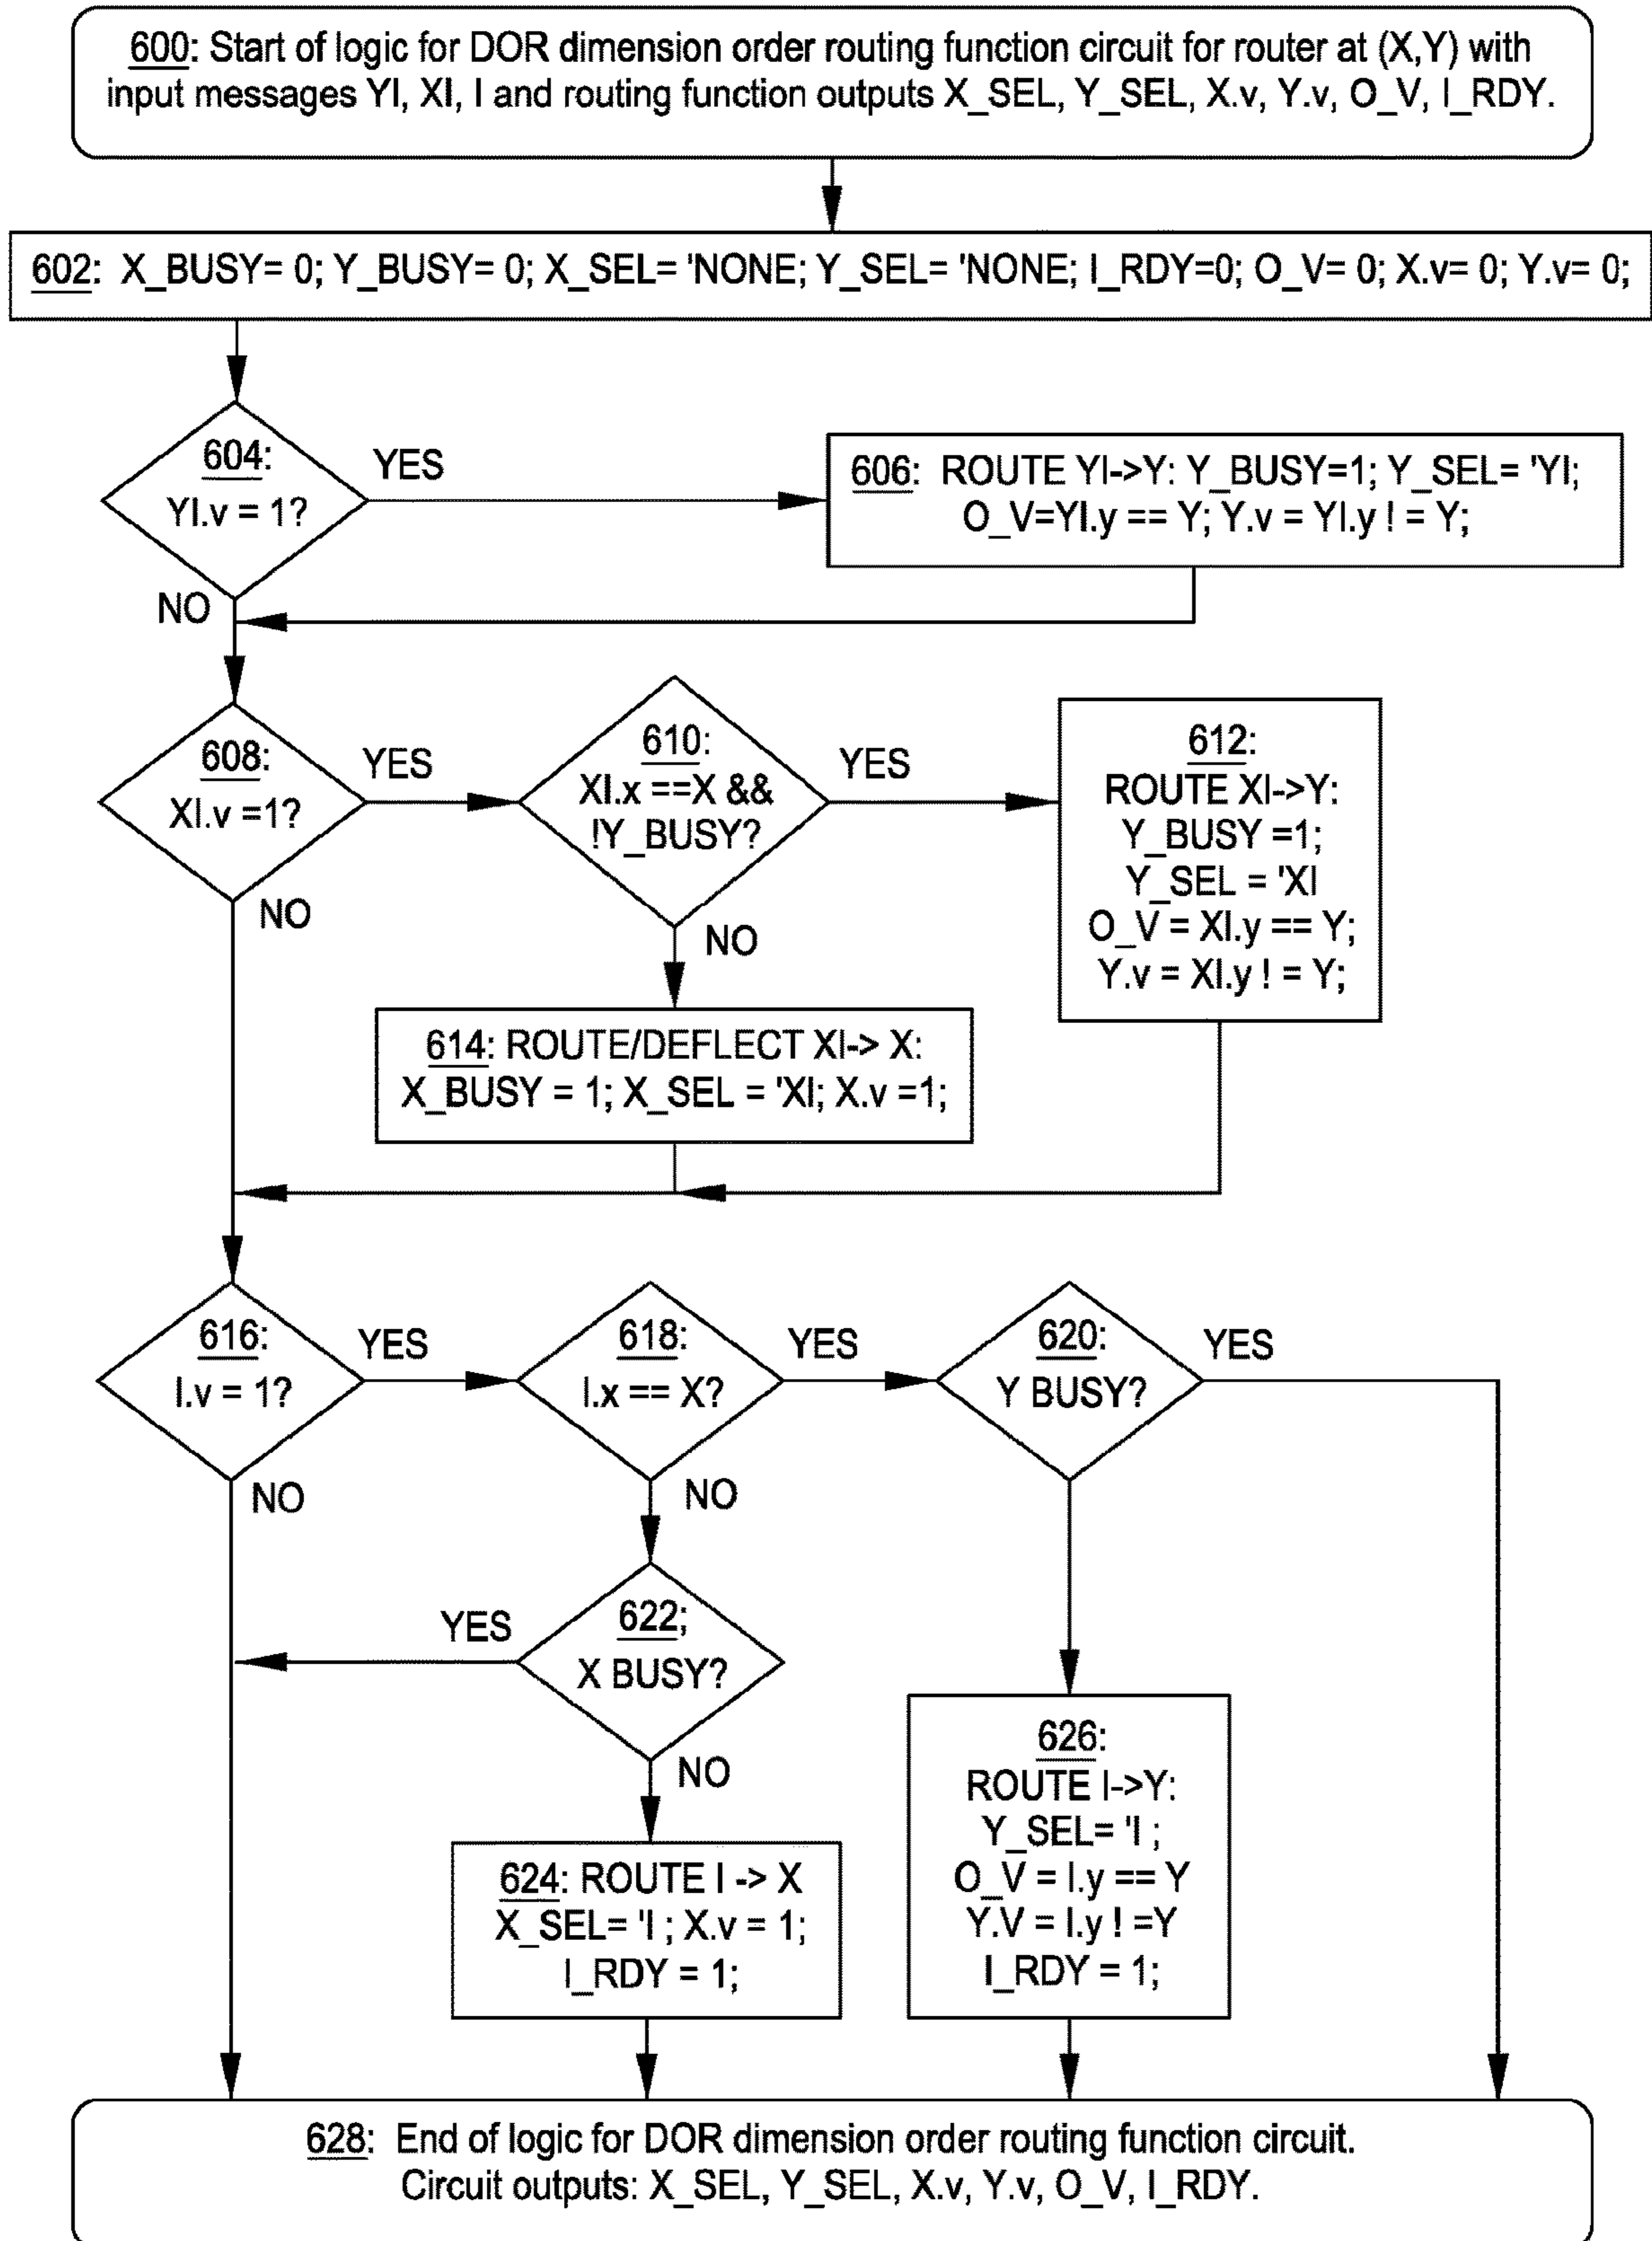 600: Start of logic for DOR dimension order routing function circuit for router at (X,Y) with
input messages YI, XI, I and routing function outputs X_SEL, Y_SEL, X.v, Y.v, O_V, I_RDY.
602: X_BUSY= 0; Y_BUSY= 0; X_SEL= 'NONE; Y_SEL= 'NONE; I_RDY=0; O_V= 0; X.v= 0; Y.v= 0;
604:
YI.v = 1?
YES
NO
606: ROUTE YI->Y: Y_BUSY=1; Y_SEL= 'YI;
O_V=YI.y == Y; Y.v = YI.y ! = Y;
608:
XI.v =1?
YES
NO
610:
XI.x ==X &&
!Y_BUSY?
YES
NO
612:
ROUTE XI->Y:
Y_BUSY =1;
Y_SEL = 'XI
O_V = XI.y == Y;
Y.v = XI.y ! = Y;
614: ROUTE/DEFLECT XI-> X:
X_BUSY = 1; X_SEL = 'XI; X.v =1;
616:
I.v = 1?
YES
NO
618:
I.x == X?
YES
NO
620:
Y BUSY?
YES
622;
X BUSY?
YES
NO
624: ROUTE I -> X
X_SEL= 'I ; X.v = 1;
I_RDY = 1;
626:
ROUTE I->Y:
Y_SEL= 'I ;
O_V = I.y == Y
Y.V = I.y ! =Y
I_RDY = 1;
628: End of logic for DOR dimension order routing function circuit.
Circuit outputs: X_SEL, Y_SEL, X.v, Y.v, O_V, I_RDY.